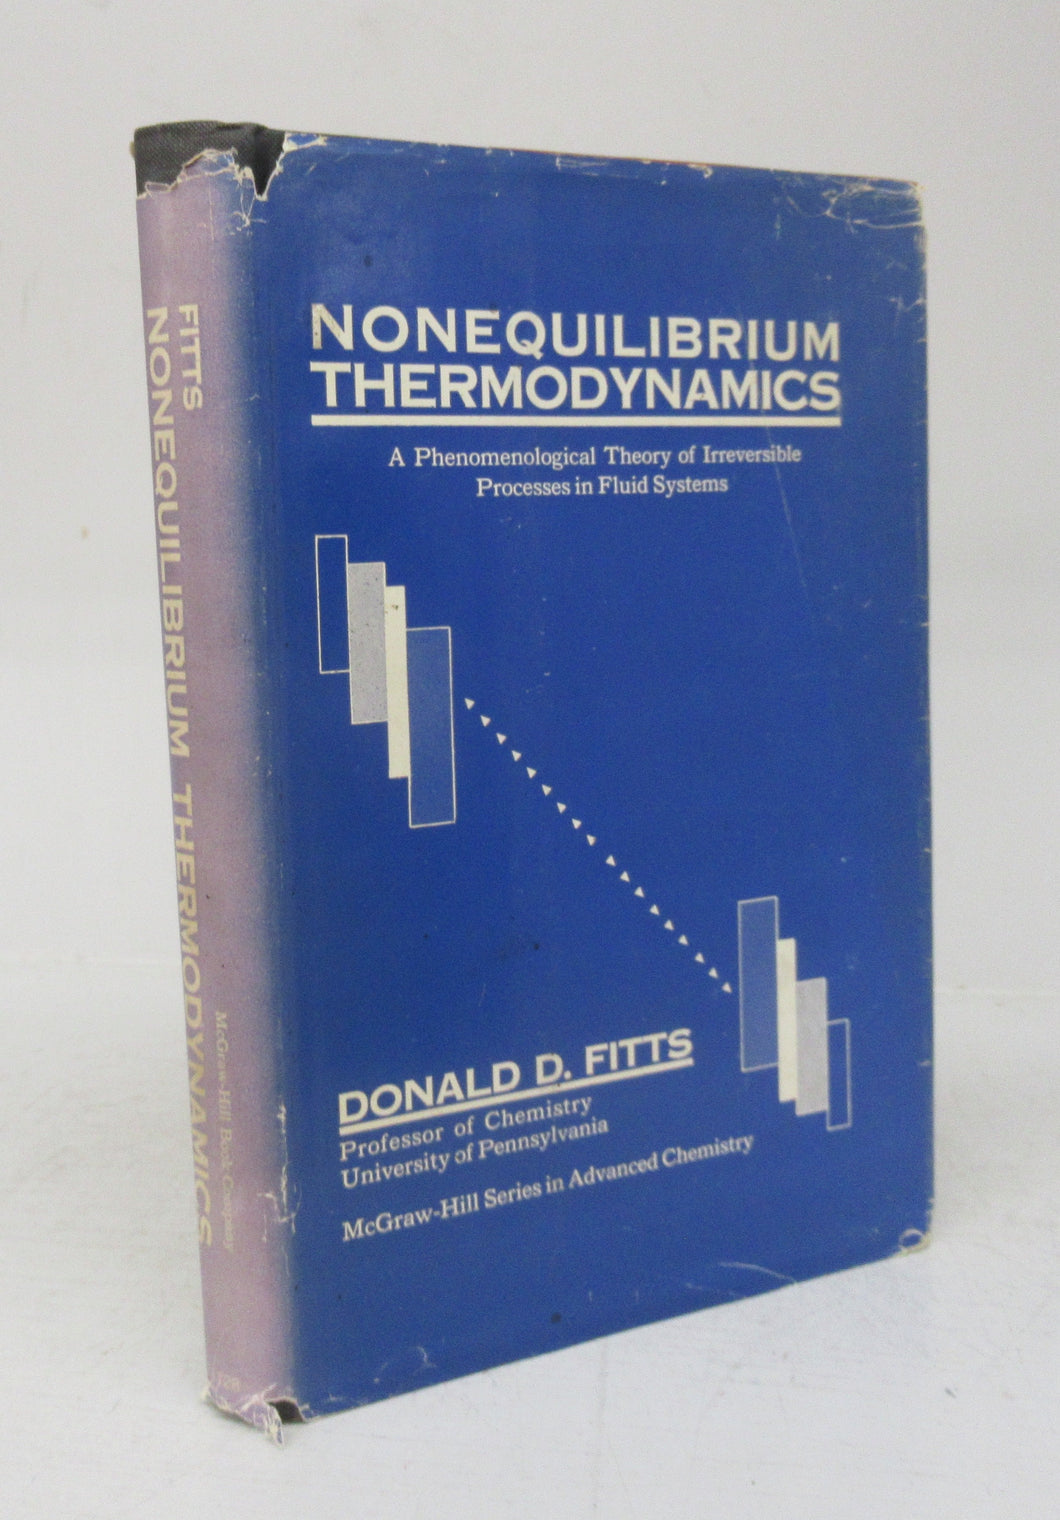 NONEQUILIBRIUM
THERMODYNAMICS
A Phenomenological Theory of Irreversible
Processes in Fluid Systems
DONALD D. FITTS
Professor of Chemistry
University of Pennsylvania
McGraw-Hill Series in Advanced Chemistry
FITTS
NONEQUILIBRIUM THERMODYNAMICS
McGraw-Hill Book Company